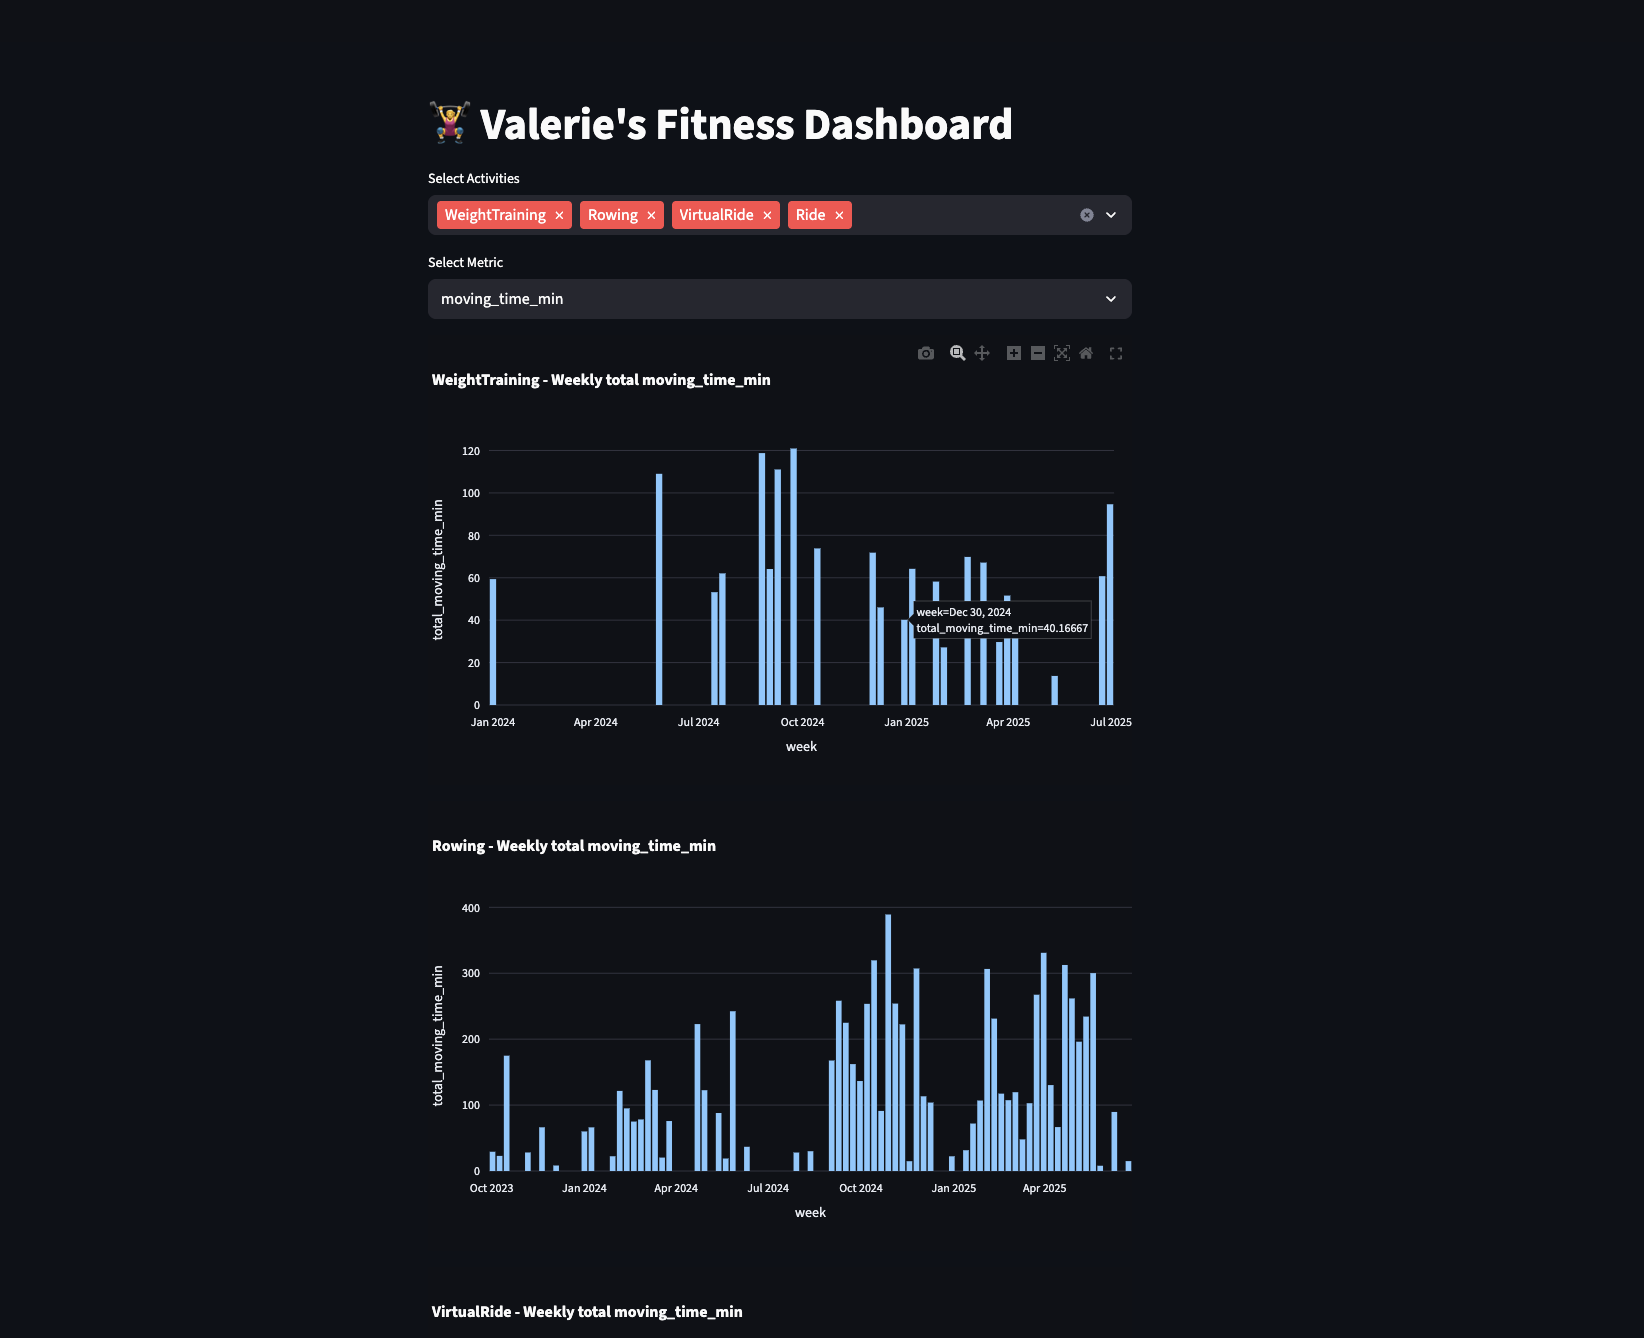 Valerie's Fitness Dashboard
Select Activities
WeightTraining × Rowing × VirtualRide × Ride ×
Select Metric
moving_time_min
WeightTraining - Weekly total moving_time_min
total_moving_time_min
120
100
80
60
40
20
0
week=Dec 30, 2024
total_moving_time_min=40.16667
Jan 2024 Apr 2024 Jul 2024 Oct 2024 Jan 2025 Apr 2025 Jul 2025
week
Rowing - Weekly total moving_time_min
total_moving_time_min
400
300
200
100
0
Oct 2023 Jan 2024 Apr 2024 Jul 2024 Oct 2024 Jan 2025 Apr 2025
week
VirtualRide - Weekly total moving_time_min